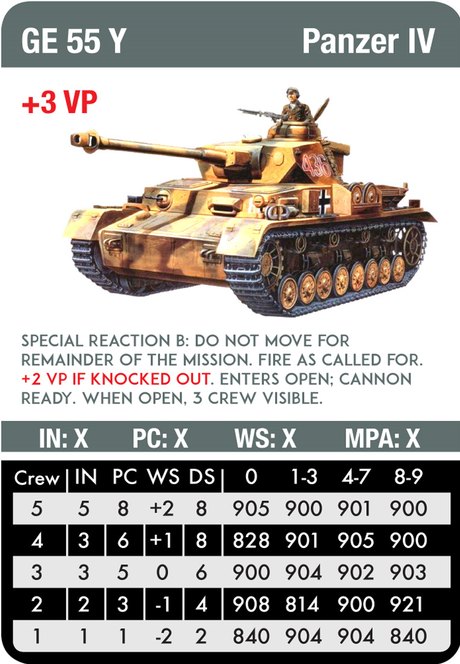 GE 55 Y Panzer IV
+3 VP
436
SPECIAL REACTION B: DO NOT MOVE FOR
REMAINDER OF THE MISSION. FIRE AS CALLED FOR.
+2 VP IF KNOCKED OUT. ENTERS OPEN; CANNON
READY. WHEN OPEN, 3 CREW VISIBLE.
IN: X PC: X WS: X MPA: X
Crew IN PC WS DS 0 1-3 4-7 8-9
5 5 8 +2 8 905 900 901 900
4 3 6 +1 8 828 901 905 900
3 3 5 0 6 900 904 902 903
2 2 3 -1 4 908 814 900 921
1 1 1 -2 2 840 904 904 840